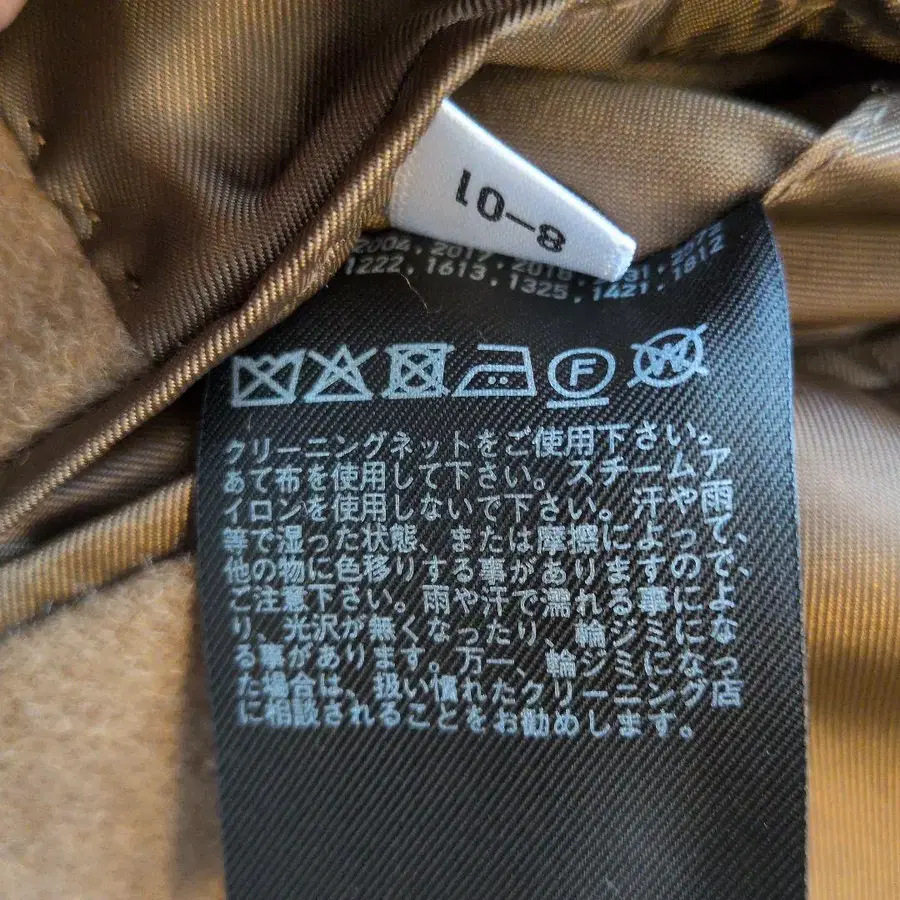 10-8
2004, 2017, 2018
1222, 1613, 1325, 1421, 1812
F
W
クリーニングネットをご使用下さい。
あて布を使用して下さい。スチームア
イロンを使用しないで下さい。汗や雨
等で湿った状態、または摩擦によって、
他の物に色移りする事がありますので、
ご注意下さい。雨や汗で濡れる事によ
り、光沢が無くなったり、輪ジミにな
る事があります。万一、輪ジミになっ
た場合は、扱い慣れたクリーニング店
に相談されることをお勧めします。